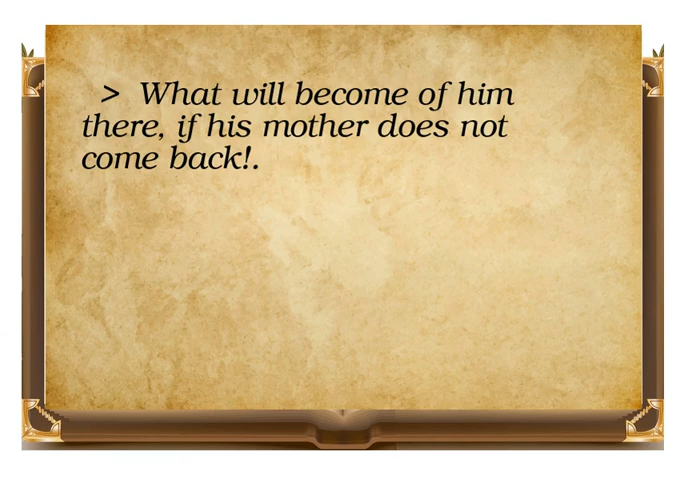 > What will become of him
there, if his mother does not
come back!.